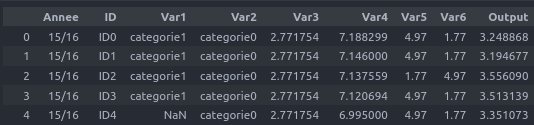 Annee ID Var1 Var2 Var3 Var4 Var5 Var6 Output
0 15/16 ID0 categorie1 categorie0 2.771754 7.188299 4.97 1.77 3.248868
1 15/16 ID1 categorie1 categorie0 2.771754 7.146000 4.97 1.77 3.194677
2 15/16 ID2 categorie1 categorie0 2.771754 7.137559 1.77 4.97 3.556090
3 15/16 ID3 categorie1 categorie0 2.771754 7.120694 4.97 1.77 3.513139
4 15/16 ID4 NaN categorie0 2.771754 6.995000 4.97 1.77 3.351073